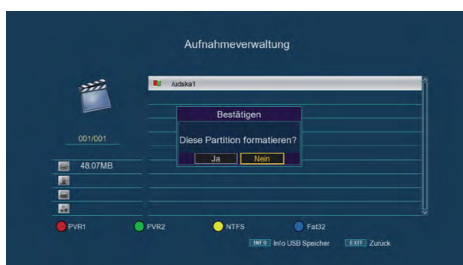 Aufnahmeverwaltung
/udska1
Bestätigen
Diese Partition formatieren?
Ja Nein
001/001
48.07MB
PVR1 PVR2 NTFS Fat32
INFO Info USB Speicher EXIT Zurück